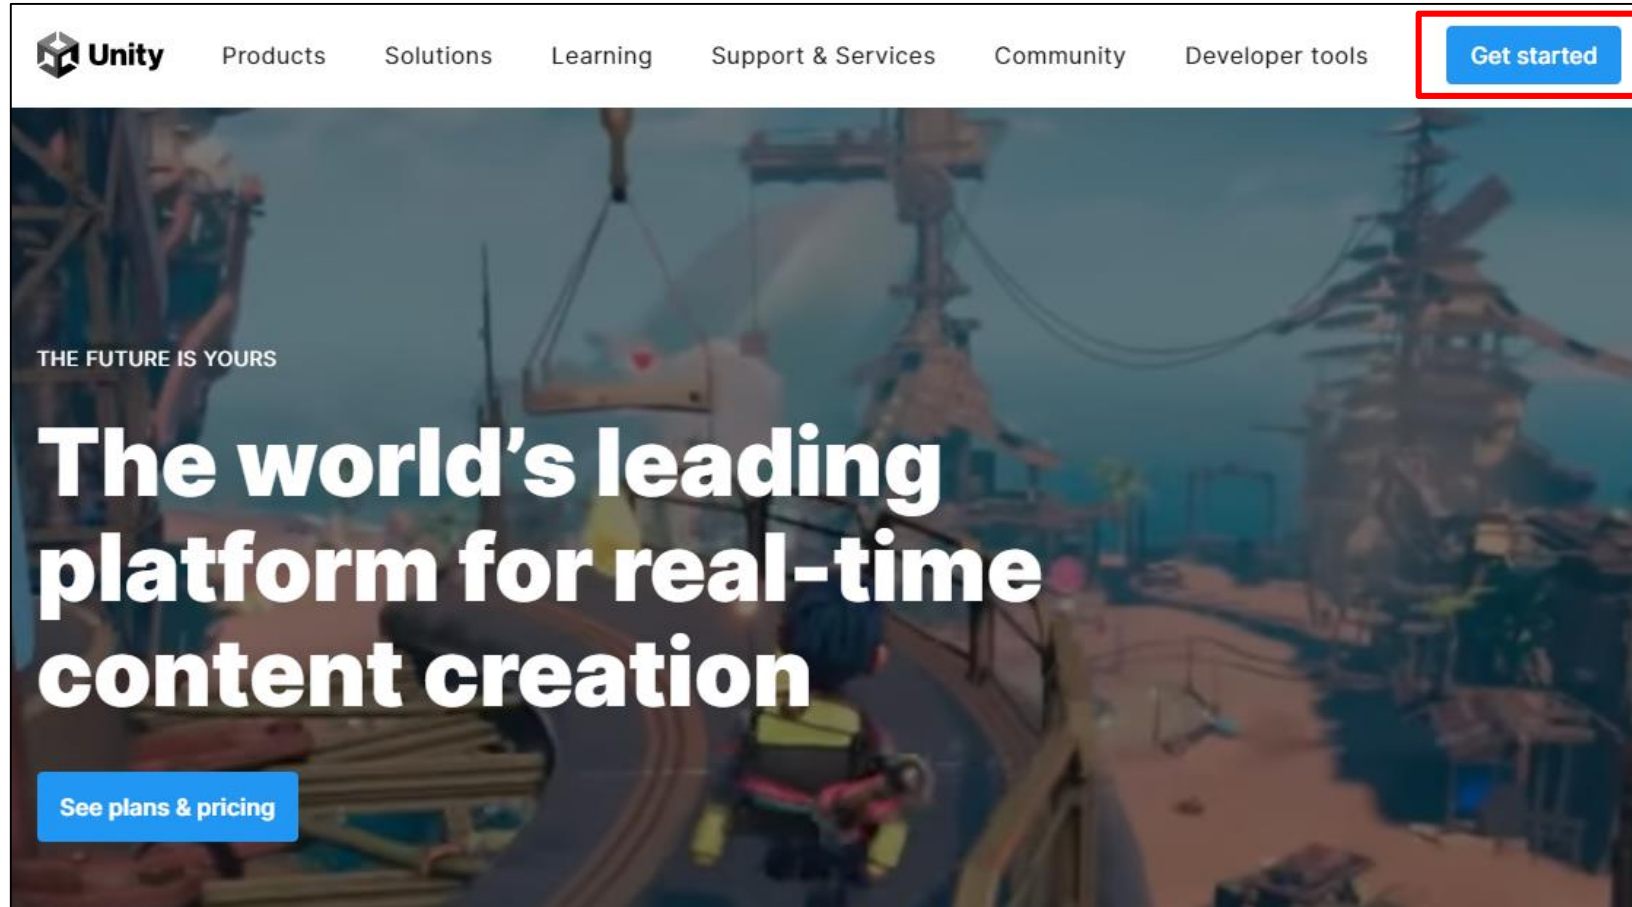 Unity Products Solutions Learning Support & Services Community Developer tools Get started
THE FUTURE IS YOURS
The world’s leading
platform for real-time
content creation
See plans & pricing